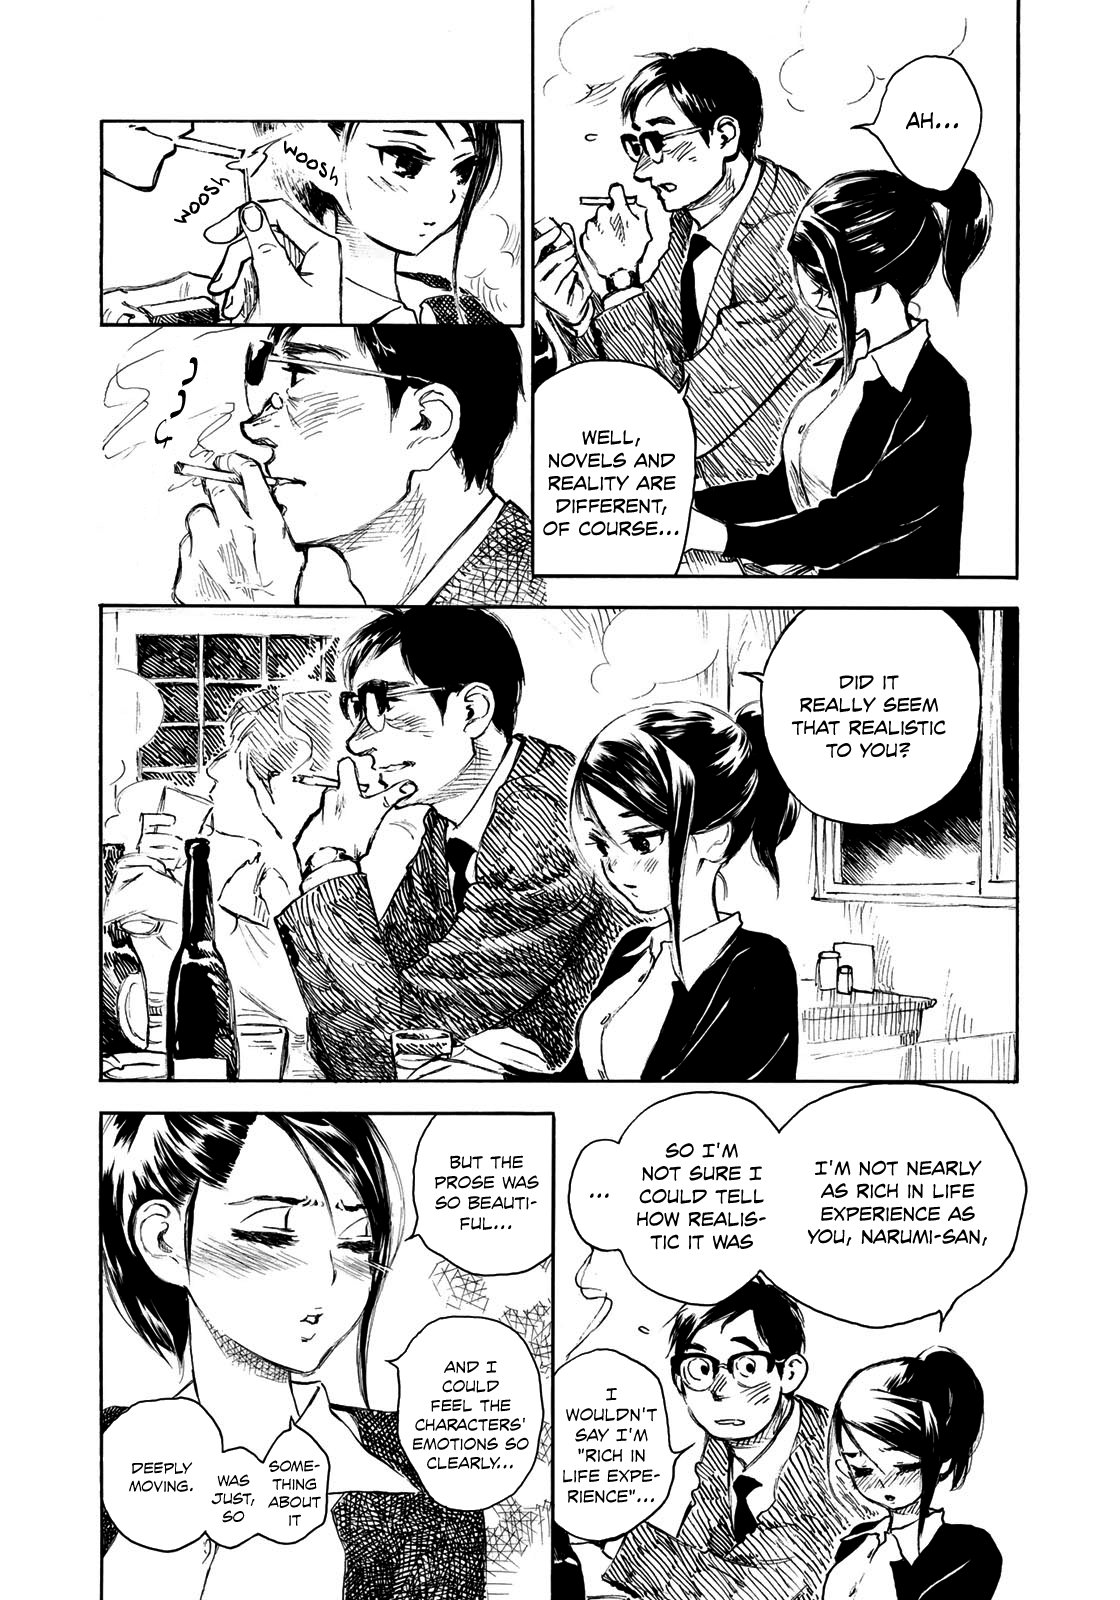 AH...
WELL,
NOVELS AND
REALITY ARE
DIFFERENT,
OF COURSE...
WOOSH
WOOSH
DID IT
REALLY SEEM
THAT REALISTIC
TO YOU?
I'M NOT NEARLY
AS RICH IN LIFE
EXPERIENCE AS
YOU, NARUMI-SAN,
SO I'M
NOT SURE I
COULD TELL
HOW REALIS-
TIC IT WAS
...
I
WOULDN'T
SAY I'M
"RICH IN
LIFE EXPE-
RIENCE"...
BUT THE
PROSE WAS
SO BEAUTI-
FUL...
AND I
COULD
FEEL THE
CHARACTERS'
EMOTIONS SO
CLEARLY...
SOME-
THING
ABOUT
IT
WAS
JUST,
SO
DEEPLY
MOVING.